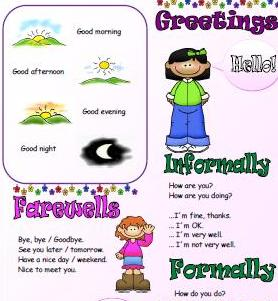 Good morning
Good afternoon
Good evening
Good night
Greetings
Hello!
Informally
How are you?
How are you doing?
...I'm fine, thanks.
...I'm OK.
...I'm very well.
...I'm not very well.
Farewells
Bye, bye / Goodbye.
See you later / tomorrow.
Have a nice day / weekend.
Nice to meet you.
Formally
How do you do?